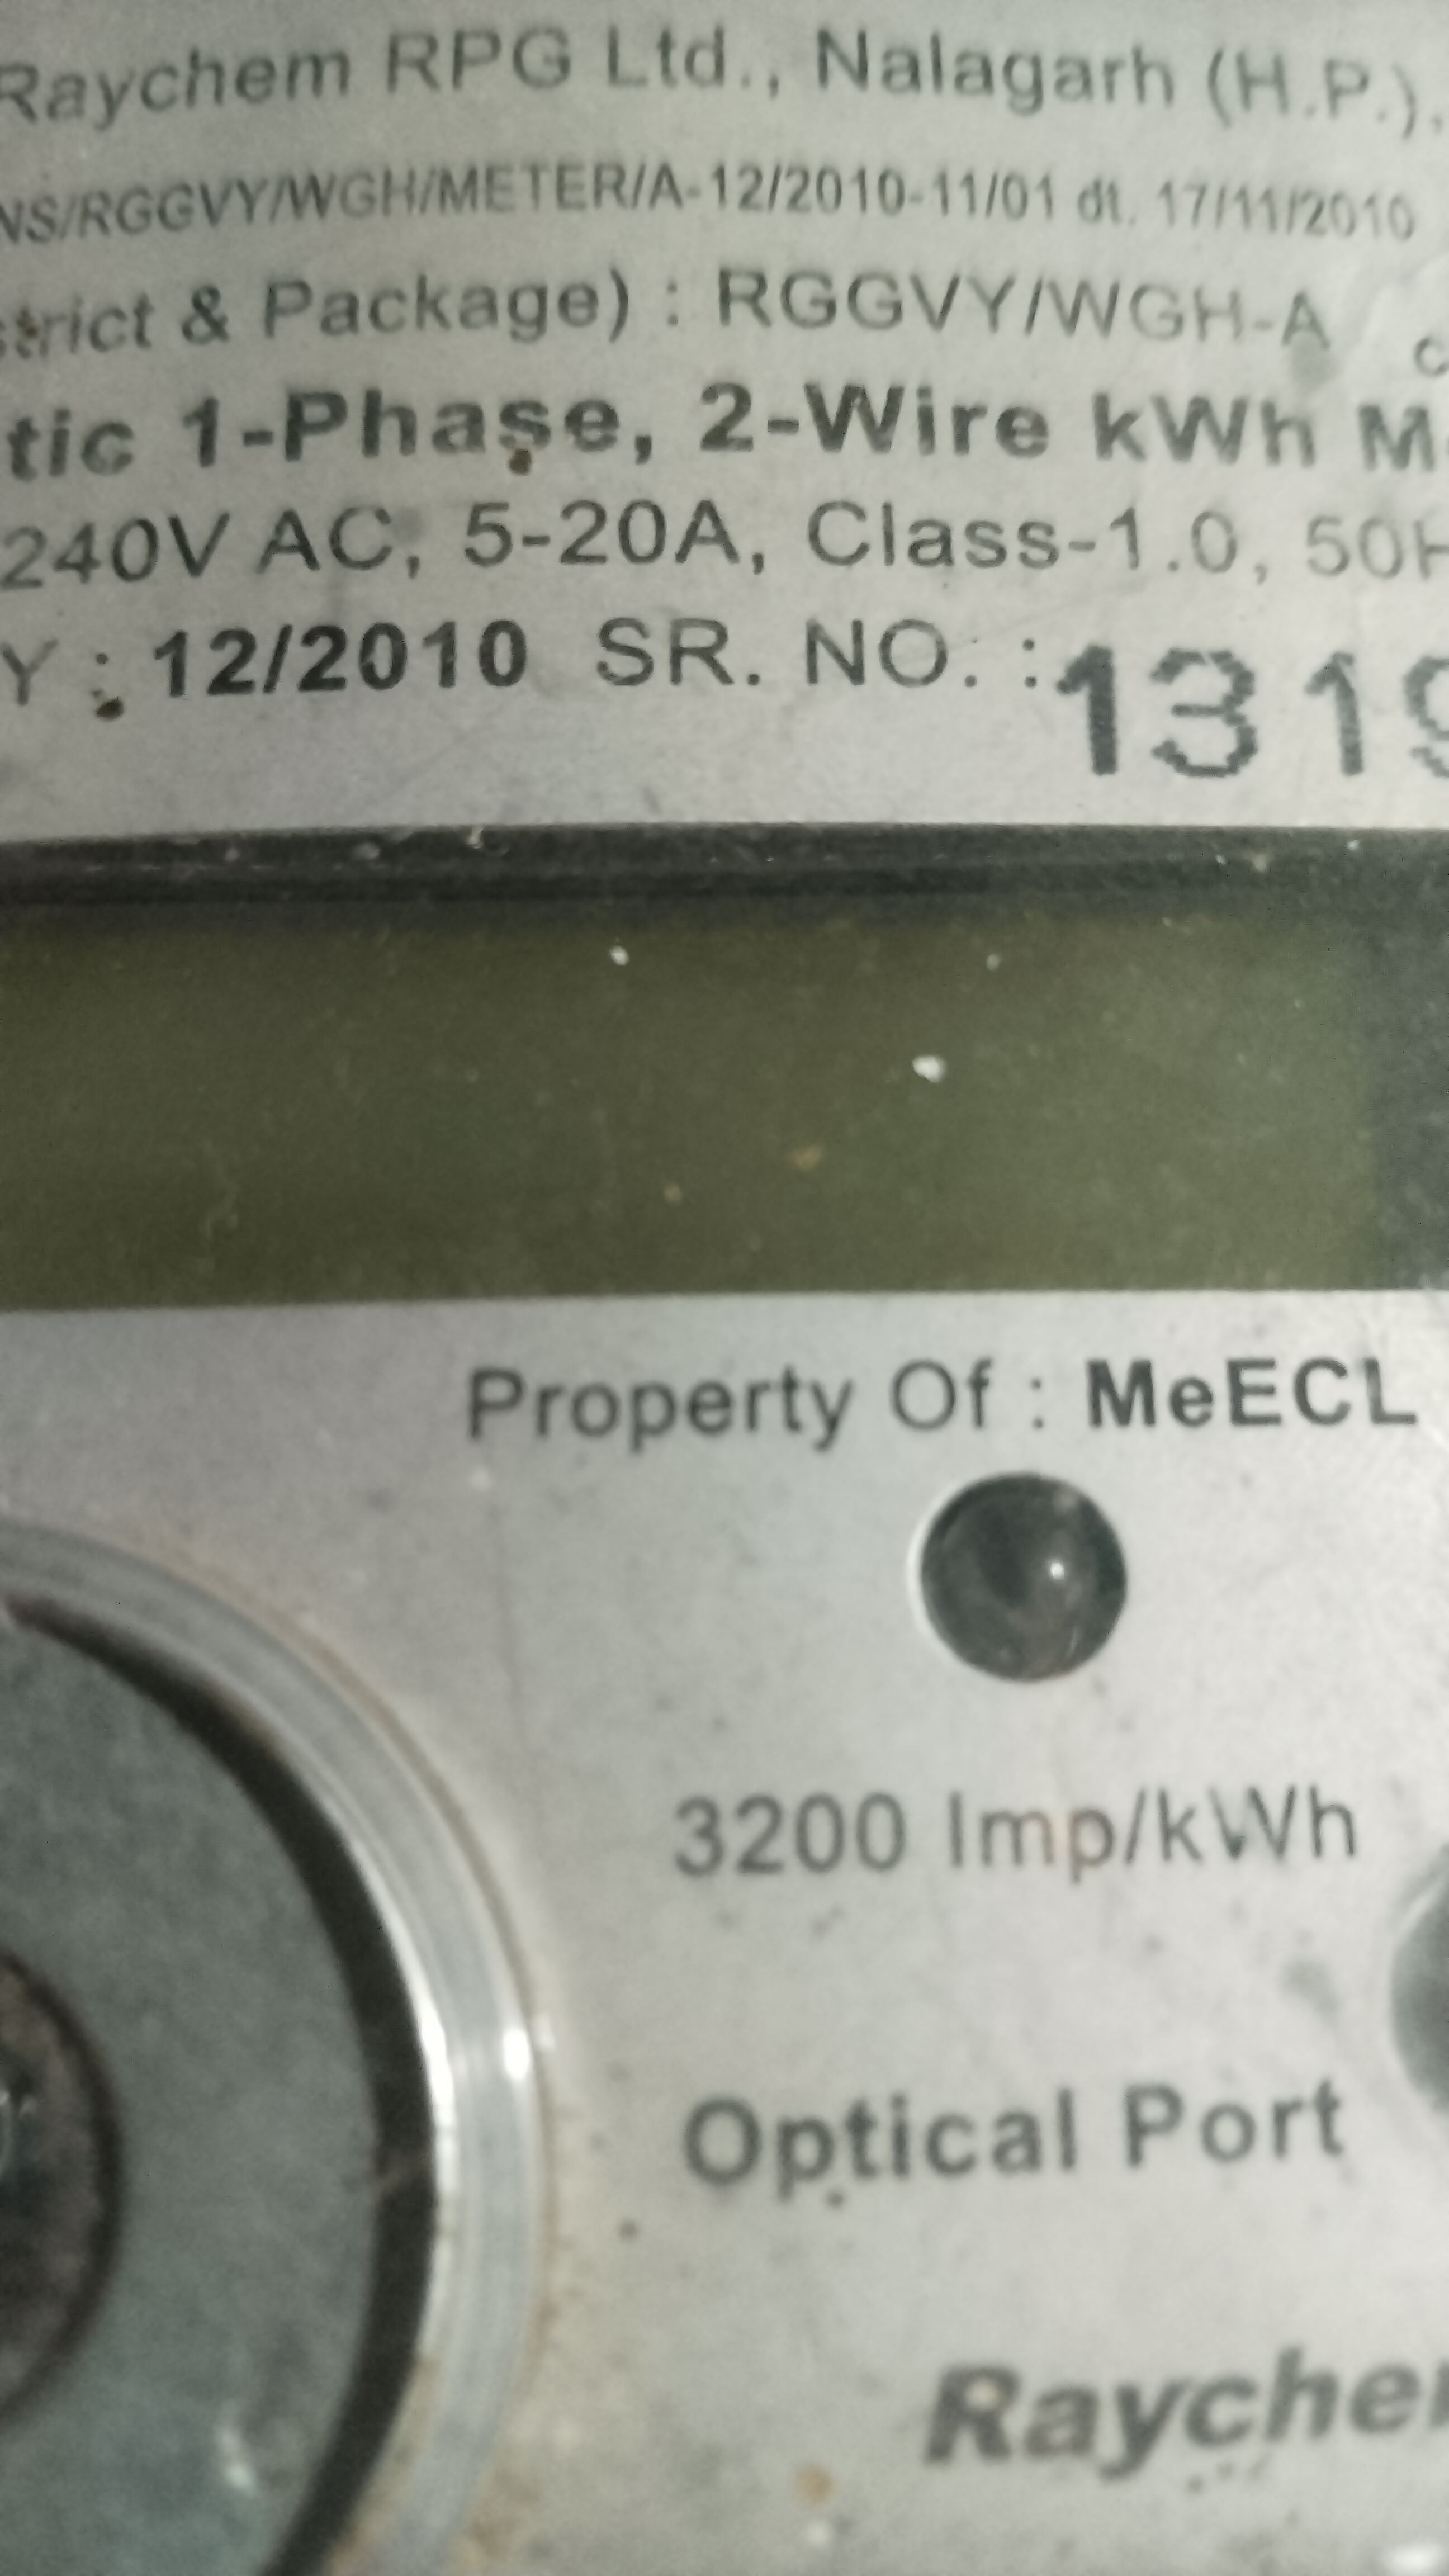 Raychem RPG Ltd., Nalagarh (H.P.),
NS/RGGVY/WGH/METER/A-12/2010-11/01 dt. 17/11/2010
strict & Package) : RGGVY/WGH-A
tic 1-Phase, 2-Wire kWh M
240V AC, 5-20A, Class-1.0, 50H
Y : 12/2010 SR. NO. : 1319
Property Of : MeECL
3200 Imp/kWh
Optical Port
Rayche